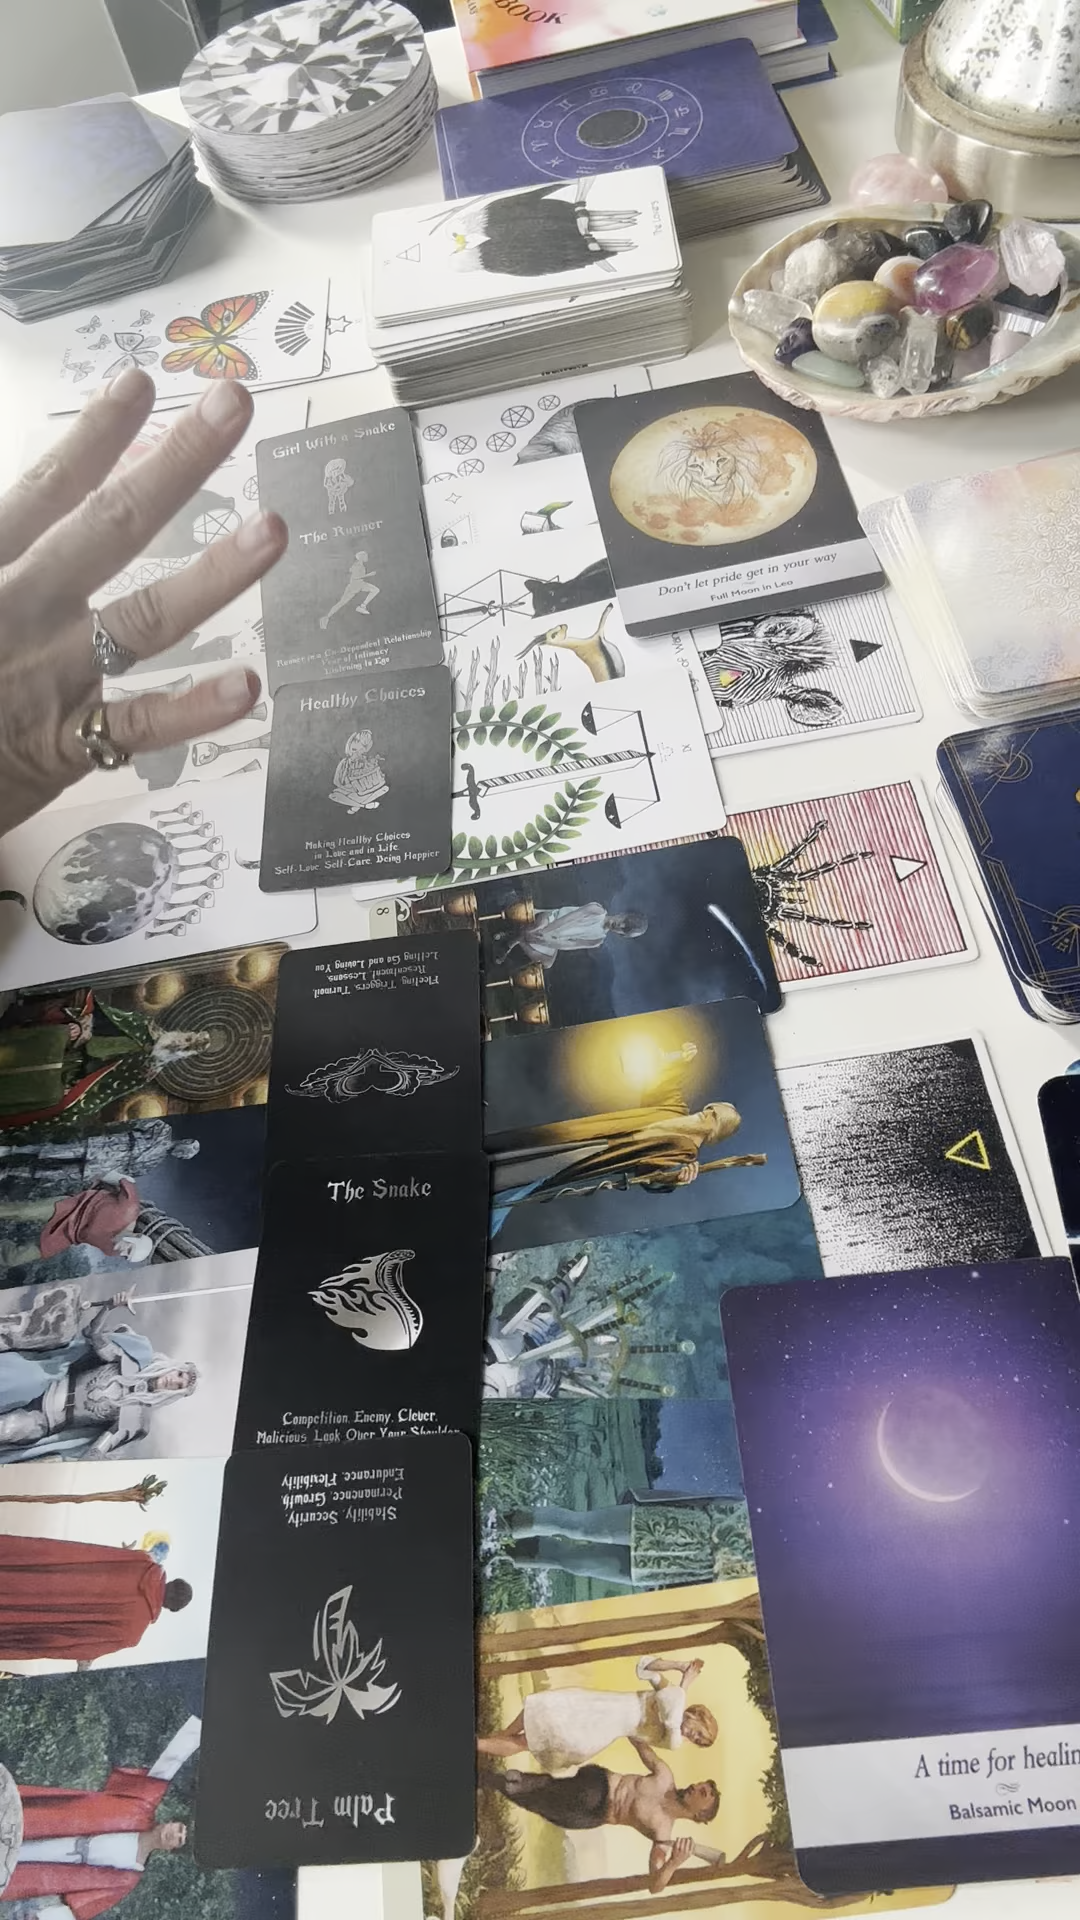 BOOK
Girl With a Snake
The Runner
Runner in a Co-Dependent Relationship
Fear of Intimacy.
Listening to Ego
Don't let pride get in your way
Full Moon in Leo
Healthy Choices
Making Healthy Choices
in Love and in Life.
Self-Love. Self-Care. Being Happier
8
Fleeting Triggers, Turmoil,
Resentment, Lessons,
Letting Go and Loving You
The Snake
Competition, Enemy, Clever,
Malicious, Look Over Your Shoulder
Stability, Security,
Permanence, Growth,
Endurance, Flexibility
Palm Tree
A time for healin
Balsamic Moon